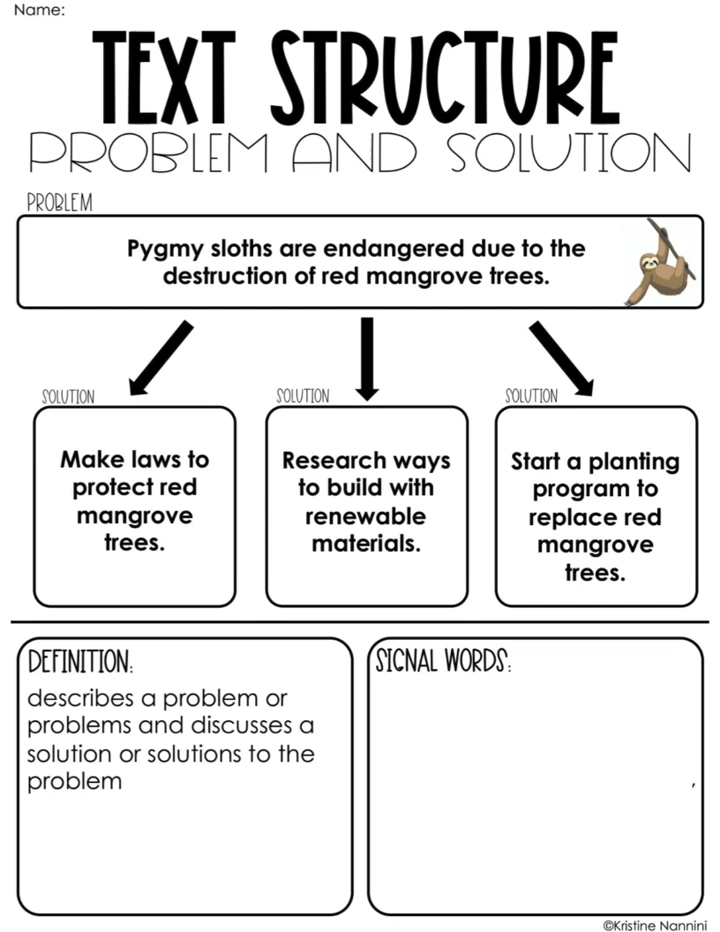 Name:
TEXT STRUCTURE
PROBLEM AND SOLUTION
PROBLEM
Pygmy sloths are endangered due to the
destruction of red mangrove trees.
SOLUTION
Make laws to
protect red
mangrove
trees.
SOLUTION
Research ways
to build with
renewable
materials.
SOLUTION
Start a planting
program to
replace red
mangrove
trees.
DEFINITION:
describes a problem or
problems and discusses a
solution or solutions to the
problem
SIGNAL WORDS:
,
©Kristine Nannini